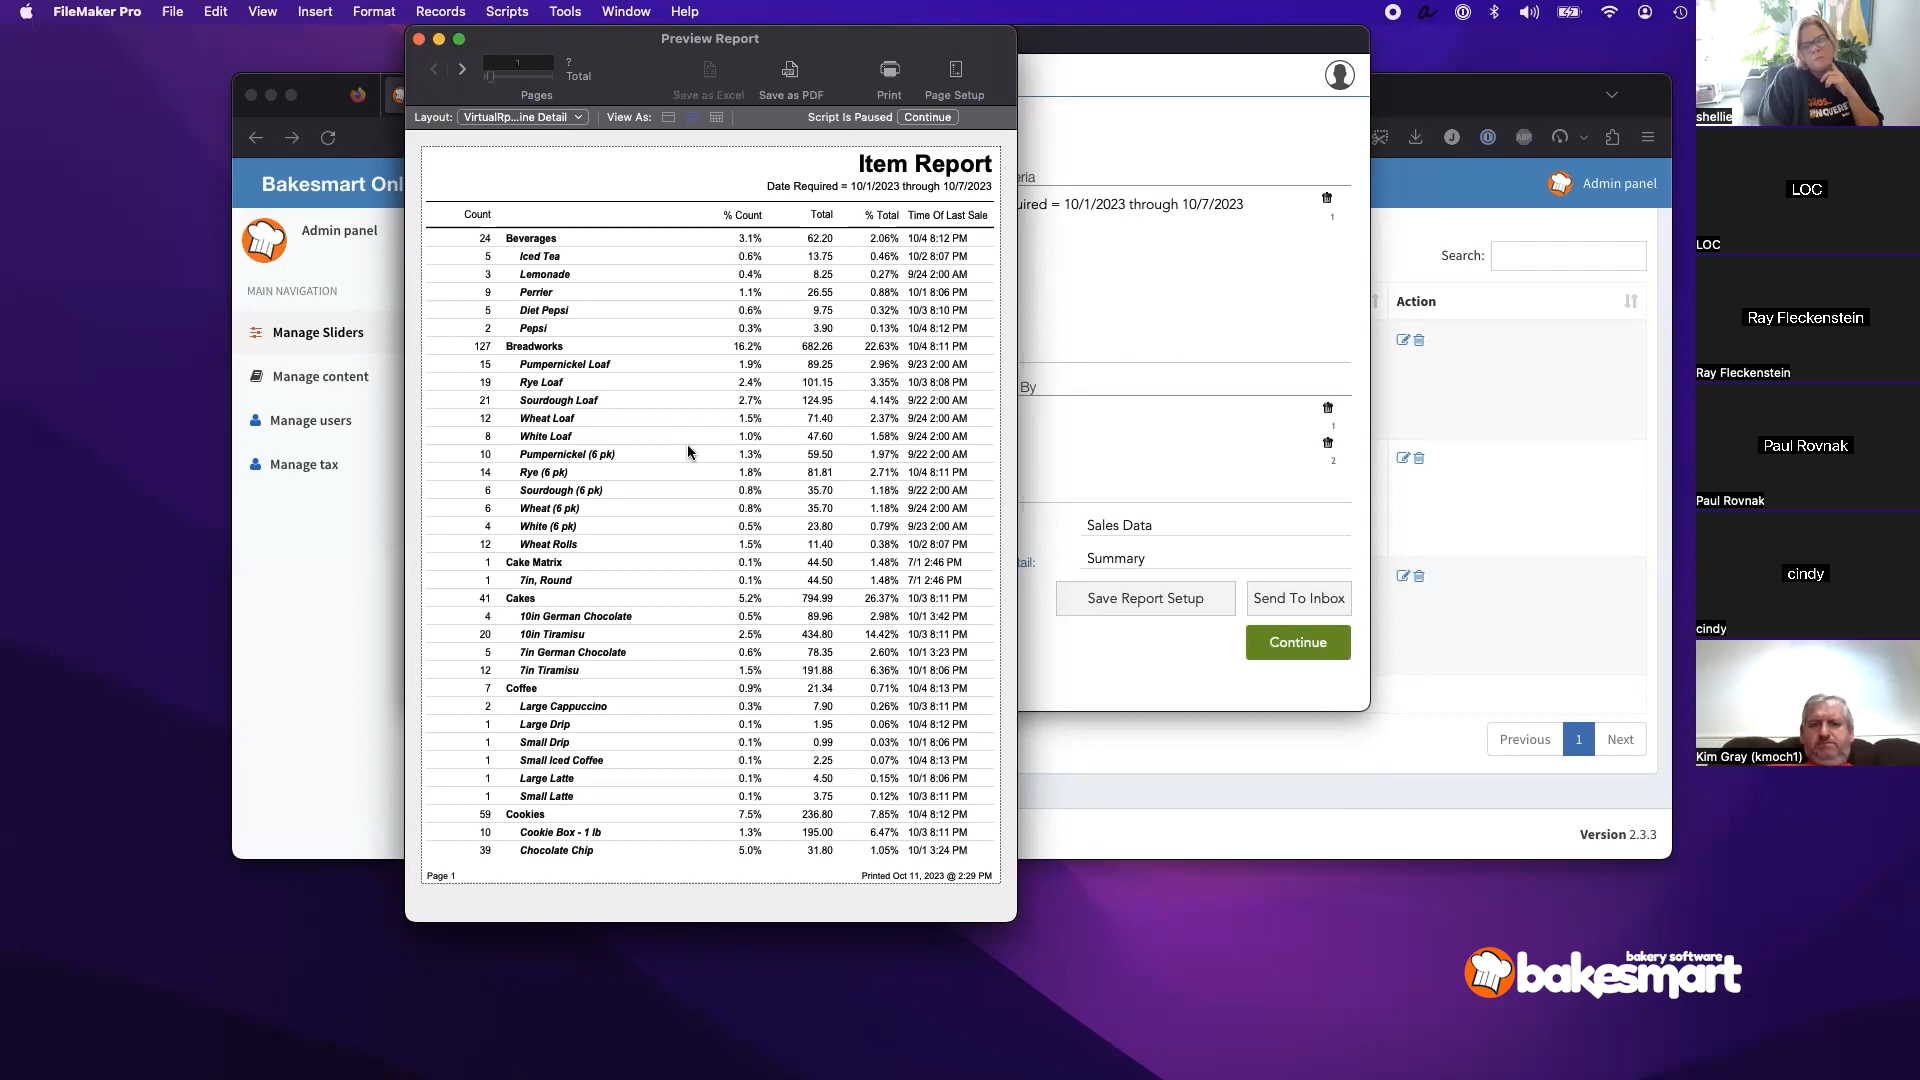 FileMaker Pro File Edit View Insert Format Records Scripts Tools Window Help
Preview Report
1
?
Total
Pages
Save as Excel Save as PDF Print Page Setup
Layout: VirtualRp...ine Detail View As: Script Is Paused Continue
Item Report
Date Required = 10/1/2023 through 10/7/2023
Count % Count Total % Total Time Of Last Sale
24 Beverages 3.1% 62.20 2.06% 10/4 8:12 PM
5 Iced Tea 0.6% 13.75 0.46% 10/2 8:07 PM
3 Lemonade 0.4% 8.25 0.27% 9/24 2:00 AM
9 Perrier 1.1% 26.55 0.88% 10/1 8:06 PM
5 Diet Pepsi 0.6% 9.75 0.32% 10/3 8:10 PM
2 Pepsi 0.3% 3.90 0.13% 10/4 8:12 PM
127 Breadworks 16.2% 682.26 22.63% 10/4 8:11 PM
15 Pumpernickel Loaf 1.9% 89.25 2.96% 9/23 2:00 AM
19 Rye Loaf 2.4% 101.15 3.35% 10/3 8:08 PM
21 Sourdough Loaf 2.7% 124.95 4.14% 9/22 2:00 AM
12 Wheat Loaf 1.5% 71.40 2.37% 9/24 2:00 AM
8 White Loaf 1.0% 47.60 1.58% 9/24 2:00 AM
10 Pumpernickel (6 pk) 1.3% 59.50 1.97% 9/22 2:00 AM
14 Rye (6 pk) 1.8% 81.81 2.71% 10/4 8:11 PM
6 Sourdough (6 pk) 0.8% 35.70 1.18% 9/22 2:00 AM
6 Wheat (6 pk) 0.8% 35.70 1.18% 9/24 2:00 AM
4 White (6 pk) 0.5% 23.80 0.79% 9/23 2:00 AM
12 Wheat Rolls 1.5% 11.40 0.38% 10/2 8:07 PM
1 Cake Matrix 0.1% 44.50 1.48% 7/1 2:46 PM
1 7in, Round 0.1% 44.50 1.48% 7/1 2:46 PM
41 Cakes 5.2% 794.99 26.37% 10/3 8:11 PM
4 10in German Chocolate 0.5% 89.96 2.98% 10/1 3:42 PM
20 10in Tiramisu 2.5% 434.80 14.42% 10/3 8:11 PM
5 7in German Chocolate 0.6% 78.35 2.60% 10/1 3:23 PM
12 7in Tiramisu 1.5% 191.88 6.36% 10/1 8:06 PM
7 Coffee 0.9% 21.34 0.71% 10/4 8:13 PM
2 Large Cappuccino 0.3% 7.90 0.26% 10/3 8:11 PM
1 Large Drip 0.1% 1.95 0.06% 10/4 8:12 PM
1 Small Drip 0.1% 0.99 0.03% 10/1 8:06 PM
1 Small Iced Coffee 0.1% 2.25 0.07% 10/4 8:13 PM
1 Large Latte 0.1% 4.50 0.15% 10/1 8:06 PM
1 Small Latte 0.1% 3.75 0.12% 10/3 8:11 PM
59 Cookies 7.5% 236.80 7.85% 10/4 8:12 PM
10 Cookie Box - 1 lb 1.3% 195.00 6.47% 10/3 8:11 PM
39 Chocolate Chip 5.0% 31.80 1.05% 10/1 3:24 PM
Page 1 Printed Oct 11, 2023 @ 2:29 PM
Bakesmart Onl
Admin panel
MAIN NAVIGATION
Manage Sliders
Manage content
Manage users
Manage tax
eria
uired = 10/1/2023 through 10/7/2023
1
By
1
2
Sales Data
tail: Summary
Save Report Setup Send To Inbox
Continue
J
ABP
Admin panel
Search:
Action
Previous 1 Next
Version 2.3.3
bakery software
bakesmart
shellie
LOC
LOC
Ray Fleckenstein
Ray Fleckenstein
Paul Rovnak
Paul Rovnak
cindy
cindy
Kim Gray (kmoch1)